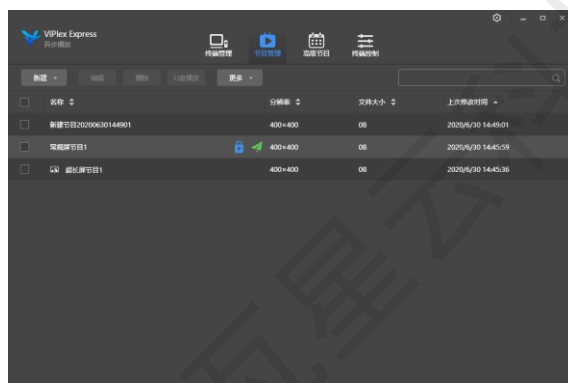 ViPlex Express
异步播放
终端管理
节目管理
高级节目
终端控制
新建 编辑 删除 U盘播放 更多
名称 分辨率 文件大小 上次修改时间
新建节目20200630144901 400×400 0B 2020/6/30 14:49:01
常规屏节目1 400×400 0B 2020/6/30 14:45:59
超长屏节目1 400×400 0B 2020/6/30 14:45:36